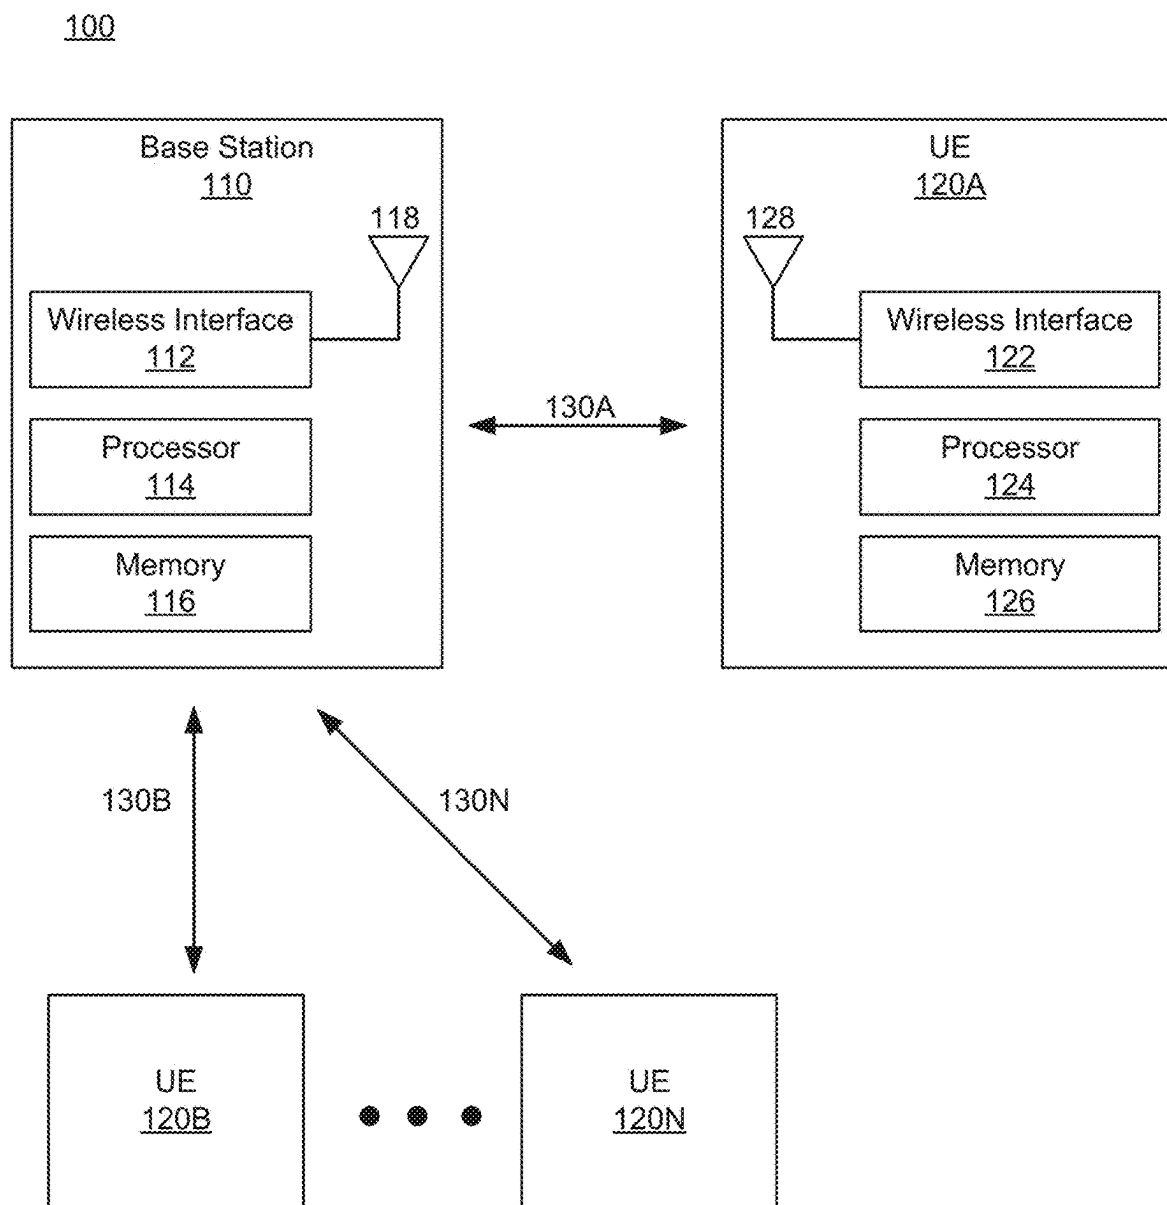 100
Base Station
110
118
Wireless Interface
112
Processor
114
Memory
116
130A
UE
120A
128
Wireless Interface
122
Processor
124
Memory
126
130B
130N
UE
120B
UE
120N